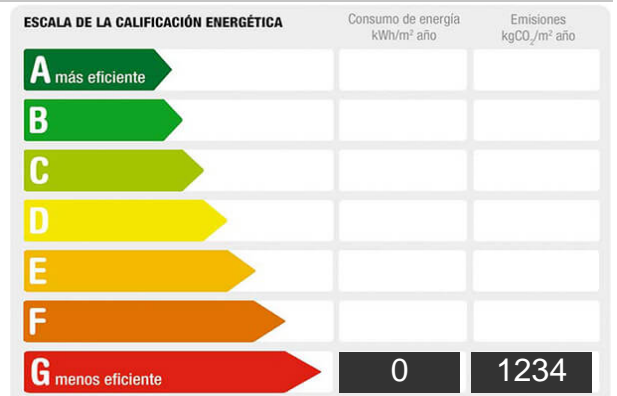 ESCALA DE LA CALIFICACIÓN ENERGÉTICA
Consumo de energía
kWh/m² año
Emisiones
kgCO₂/m² año
A más eficiente
B
C
D
E
F
G menos eficiente
0
1234